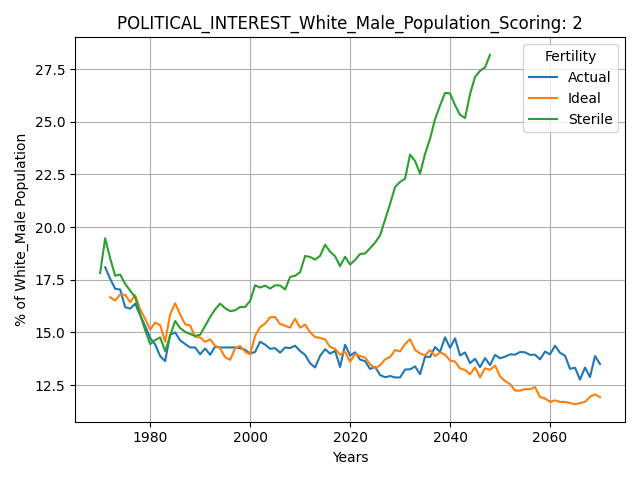 POLITICAL_INTEREST_White_Male_Population_Scoring: 2
% of White_Male Population
27.5
25.0
22.5
20.0
17.5
15.0
12.5
Fertility
Actual
Ideal
Sterile
1980
2000
2020
2040
2060
Years